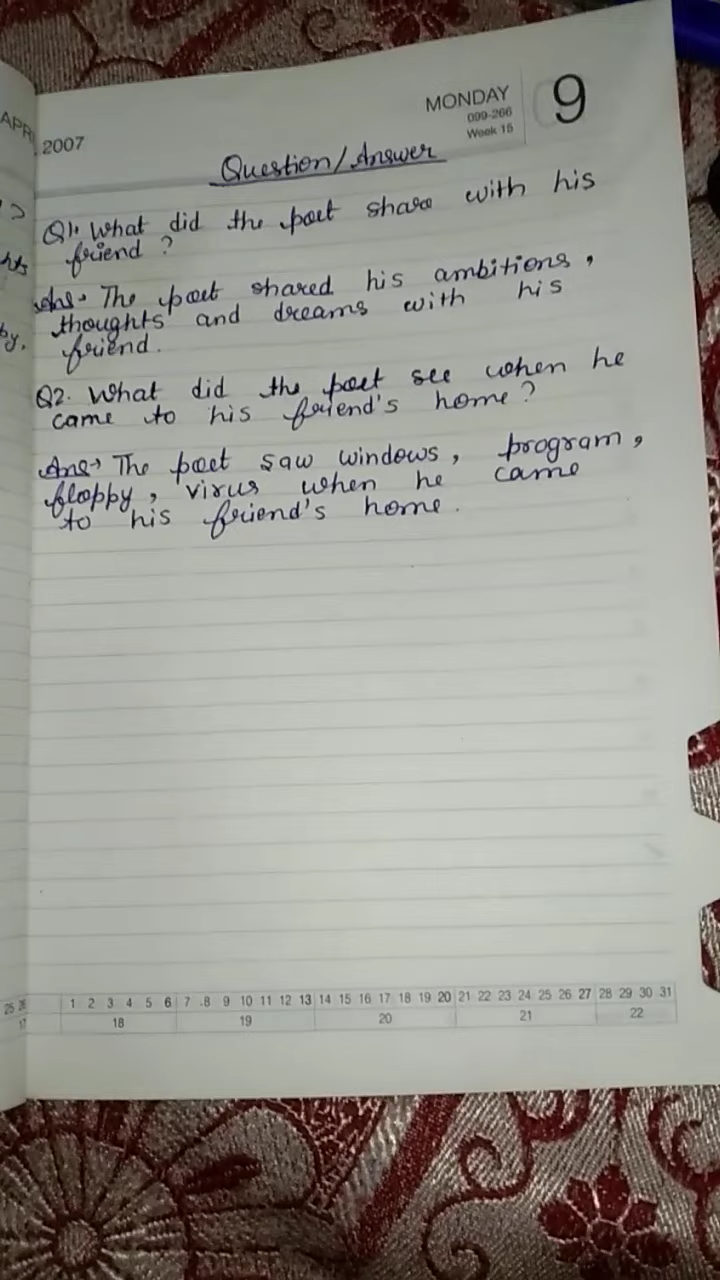 APR
2007
MONDAY
099-266
Week 15
9
Question/Answer
Q1. What did the poet share with his
friend ?
Ans→ The poet shared his ambitions,
thoughts and dreams with his
friend.
Q2. What did the poet see when he
came to his friend's home?
Ans→ The poet saw windows, program,
floppy, virus when he came
to his friend's home.
25 26 1 2 3 4 5 6 7 8 9 10 11 12 13 14 15 16 17 18 19 20 21 22 23 24 25 26 27 28 29 30 31
17 18 19 20 21 22